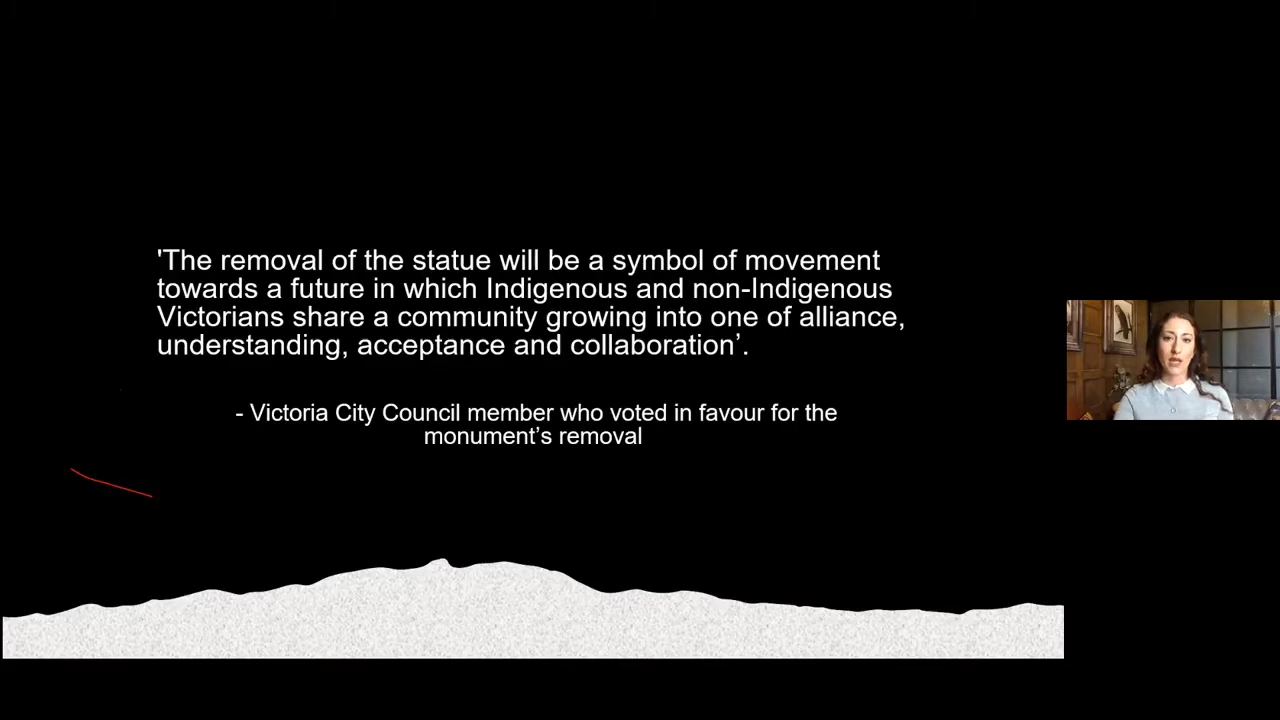 'The removal of the statue will be a symbol of movement
towards a future in which Indigenous and non-Indigenous
Victorians share a community growing into one of alliance,
understanding, acceptance and collaboration’.
- Victoria City Council member who voted in favour for the
monument’s removal